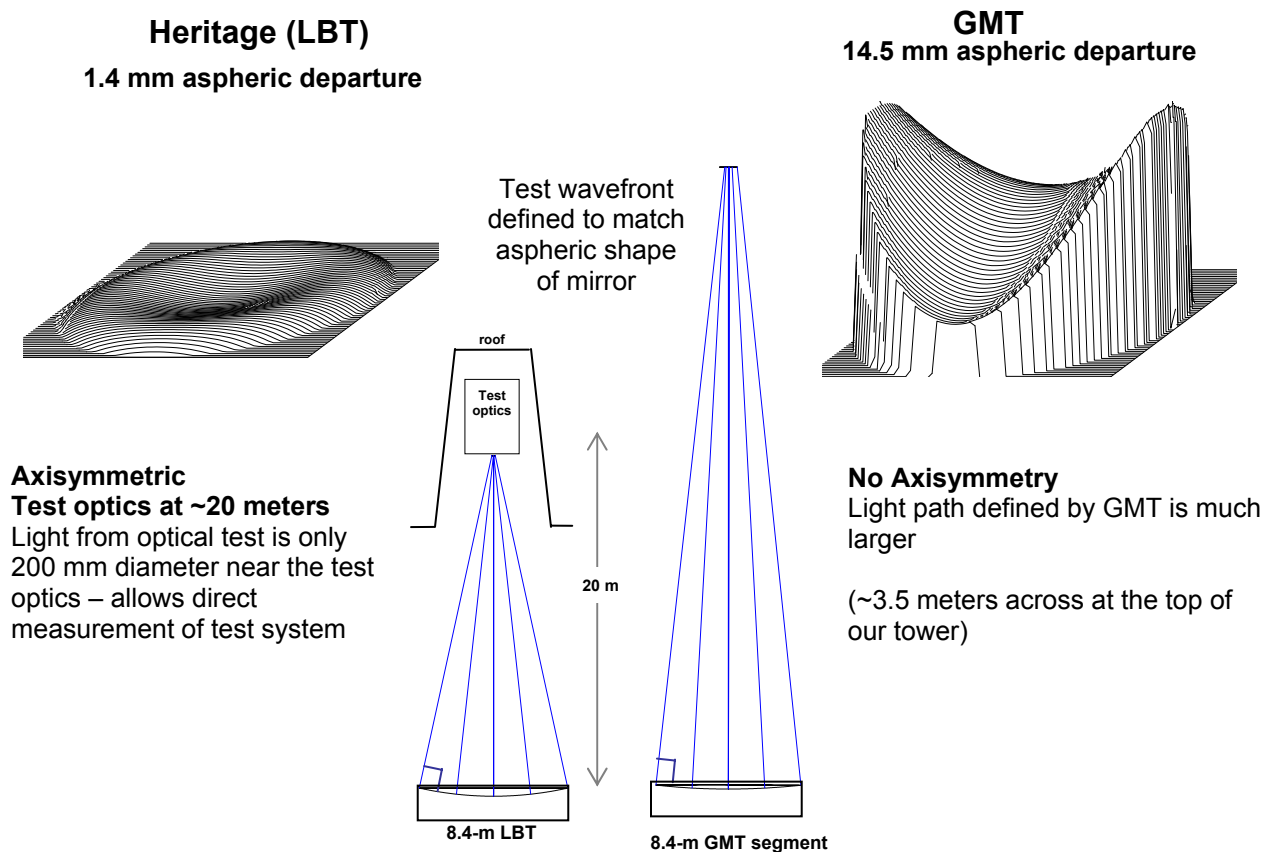 Heritage (LBT)
1.4 mm aspheric departure
GMT
14.5 mm aspheric departure
Test wavefront
defined to match
aspheric shape
of mirror
roof
Test
optics
Axisymmetric
Test optics at ~20 meters
Light from optical test is only
200 mm diameter near the test
optics – allows direct
measurement of test system
20 m
No Axisymmetry
Light path defined by GMT is much
larger
(~3.5 meters across at the top of
our tower)
8.4-m LBT
8.4-m GMT segment